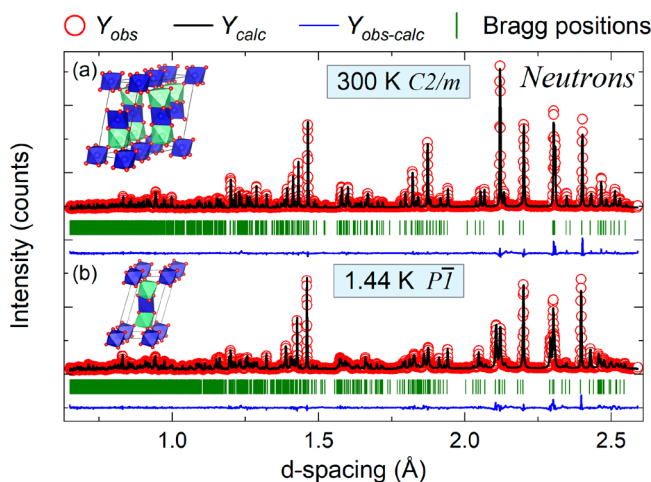 Y_obs Y_calc Y_obs-calc Bragg positions
(a) 300 K C2/m Neutrons
(b) 1.44 K P1̅
Intensity (counts)
1.0 1.5 2.0 2.5
d-spacing (Å)